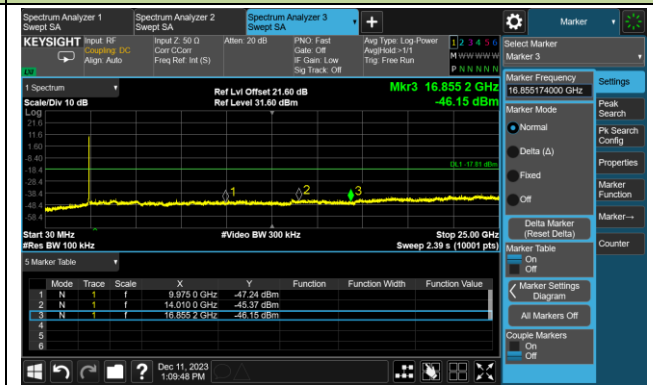 Spectrum Analyzer 1
Swept SA
Spectrum Analyzer 2
Swept SA
Spectrum Analyzer 3
Swept SA
+
Marker
KEYSIGHT
Input: RF
Coupling: DC
Align: Auto
Input Z: 50 Ω
Corr CCorr
Freq Ref: Int (S)
Atten: 20 dB
PNO: Fast
Gate: Off
IF Gain: Low
Sig Track: Off
Avg Type: Log-Power
Avg|Hold:>1/1
Trig: Free Run
1 2 3 4 5 6
M W W W W W
P N N N N N
Select Marker
Marker 3
1 Spectrum
Scale/Div 10 dB
Log
Ref Lvl Offset 21.60 dB
Ref Level 31.60 dBm
Mkr3 16.855 2 GHz
-46.15 dBm
21.6
11.6
1.60
-8.40
-18.4
-28.4
-38.4
-48.4
-58.4
DL1 -17.61 dBm
1
2
3
Start 30 MHz
#Res BW 100 kHz
#Video BW 300 kHz
Stop 25.00 GHz
Sweep 2.39 s (10001 pts)
5 Marker Table
Mode Trace Scale X Y Function Function Width Function Value
1 N 1 f 9.975 0 GHz -47.24 dBm
2 N 1 f 14.010 0 GHz -45.37 dBm
3 N 1 f 16.855 2 GHz -46.15 dBm
4
5
6
Marker Frequency
16.855174000 GHz
Marker Mode
Normal
Delta (Δ)
Fixed
Off
Delta Marker
(Reset Delta)
Marker Table
On
Off
Marker Settings
Diagram
All Markers Off
Couple Markers
On
Off
Settings
Peak
Search
Pk Search
Config
Properties
Marker
Function
Marker→
Counter
?
Dec 11, 2023
1:09:48 PM